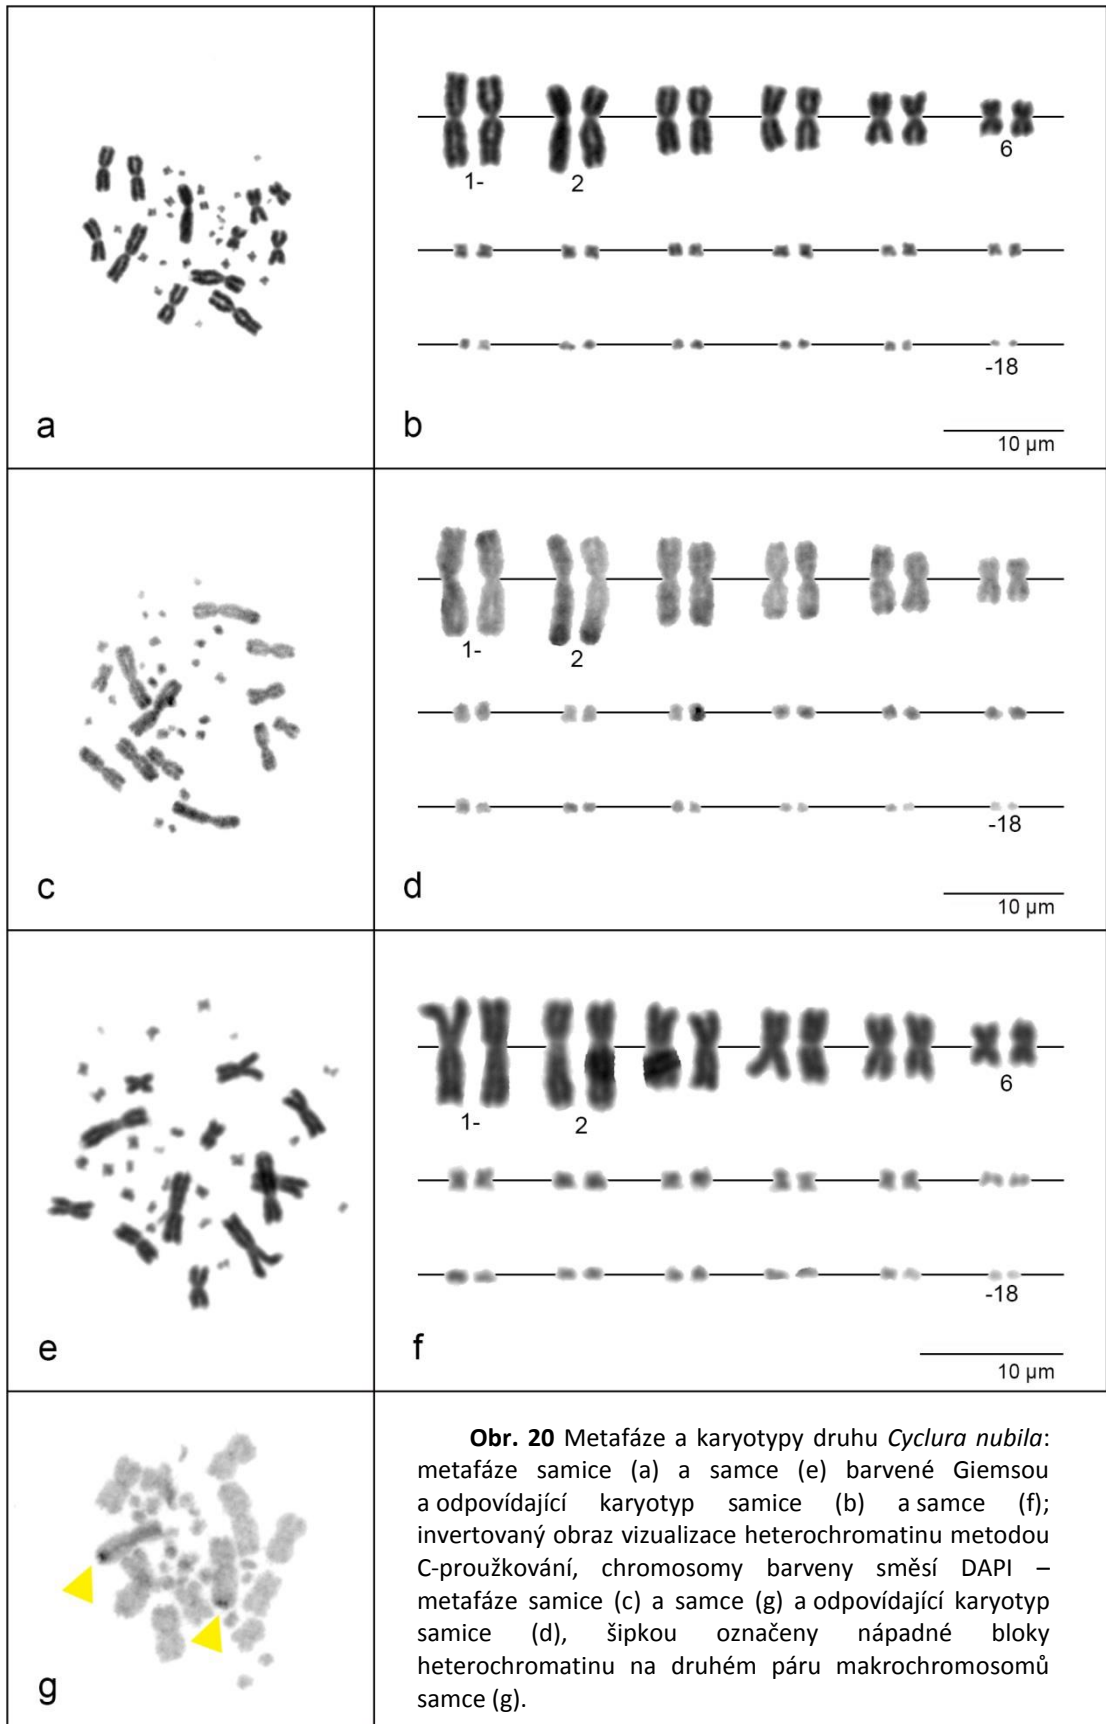 1-
2
6
-18
a
b
10 µm
1-
2
-18
c
d
10 µm
1-
2
6
-18
e
f
10 µm
g
Obr. 20 Metafáze a karyotypy druhu Cyclura nubila:
metafáze samice (a) a samce (e) barvené Giemsou
a odpovídající karyotyp samice (b) a samce (f);
invertovaný obraz vizualizace heterochromatinu metodou
C-proužkování, chromosomy barveny směsí DAPI –
metafáze samice (c) a samce (g) a odpovídající karyotyp
samice (d), šipkou označeny nápadné bloky
heterochromatinu na druhém páru makrochromosomů
samce (g).